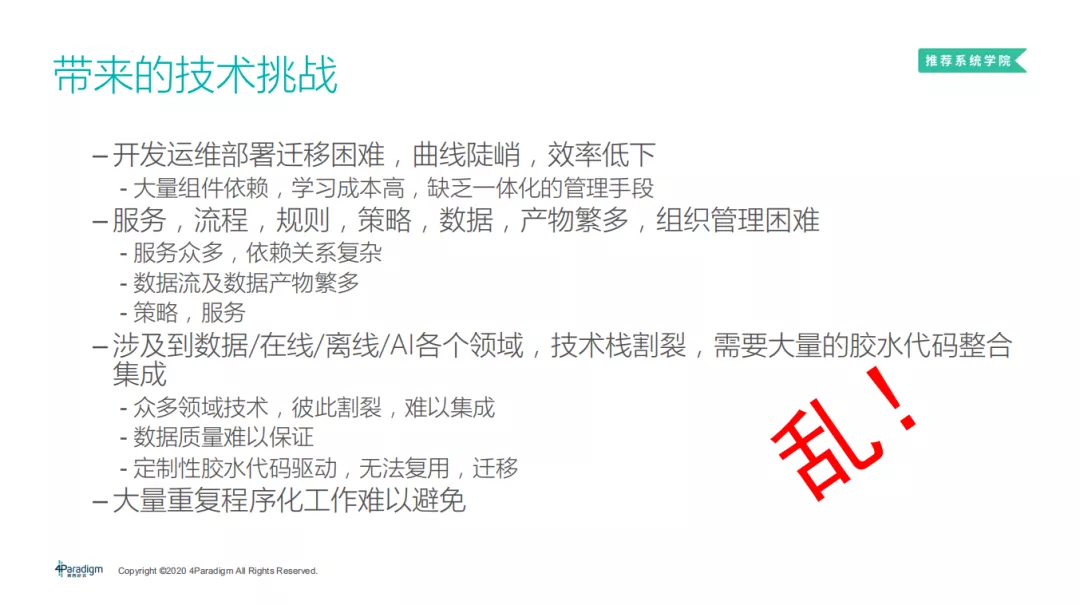 带来的技术挑战
推荐系统学院
– 开发运维部署迁移困难，曲线陡峭，效率低下
- 大量组件依赖，学习成本高，缺乏一体化的管理手段
– 服务，流程，规则，策略，数据，产物繁多，组织管理困难
- 服务众多，依赖关系复杂
- 数据流及数据产物繁多
- 策略，服务
– 涉及到数据/在线/离线/AI各个领域，技术栈割裂，需要大量的胶水代码整合
集成
- 众多领域技术，彼此割裂，难以集成
- 数据质量难以保证
- 定制性胶水代码驱动，无法复用，迁移
– 大量重复程序化工作难以避免
乱！
4Paradigm
第四范式
Copyright ©2020 4Paradigm All Rights Reserved.